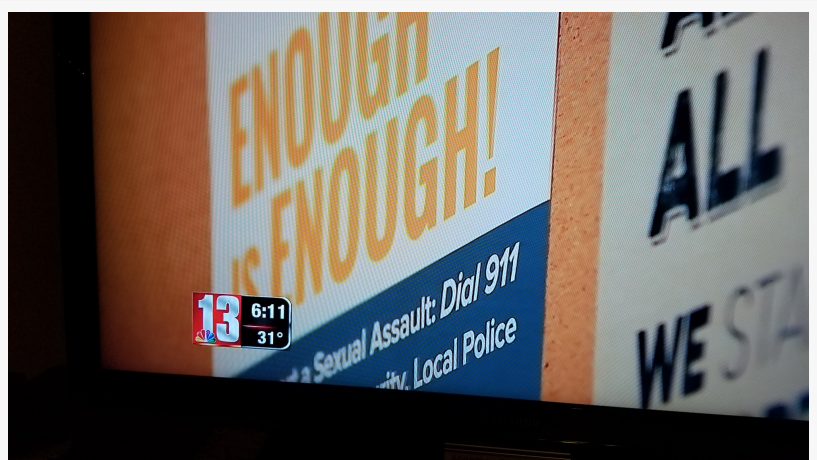 ENOUGH
IS ENOUGH!
a Sexual Assault: Dial 911
Local Police
13
6:11
31°
ALL
WE